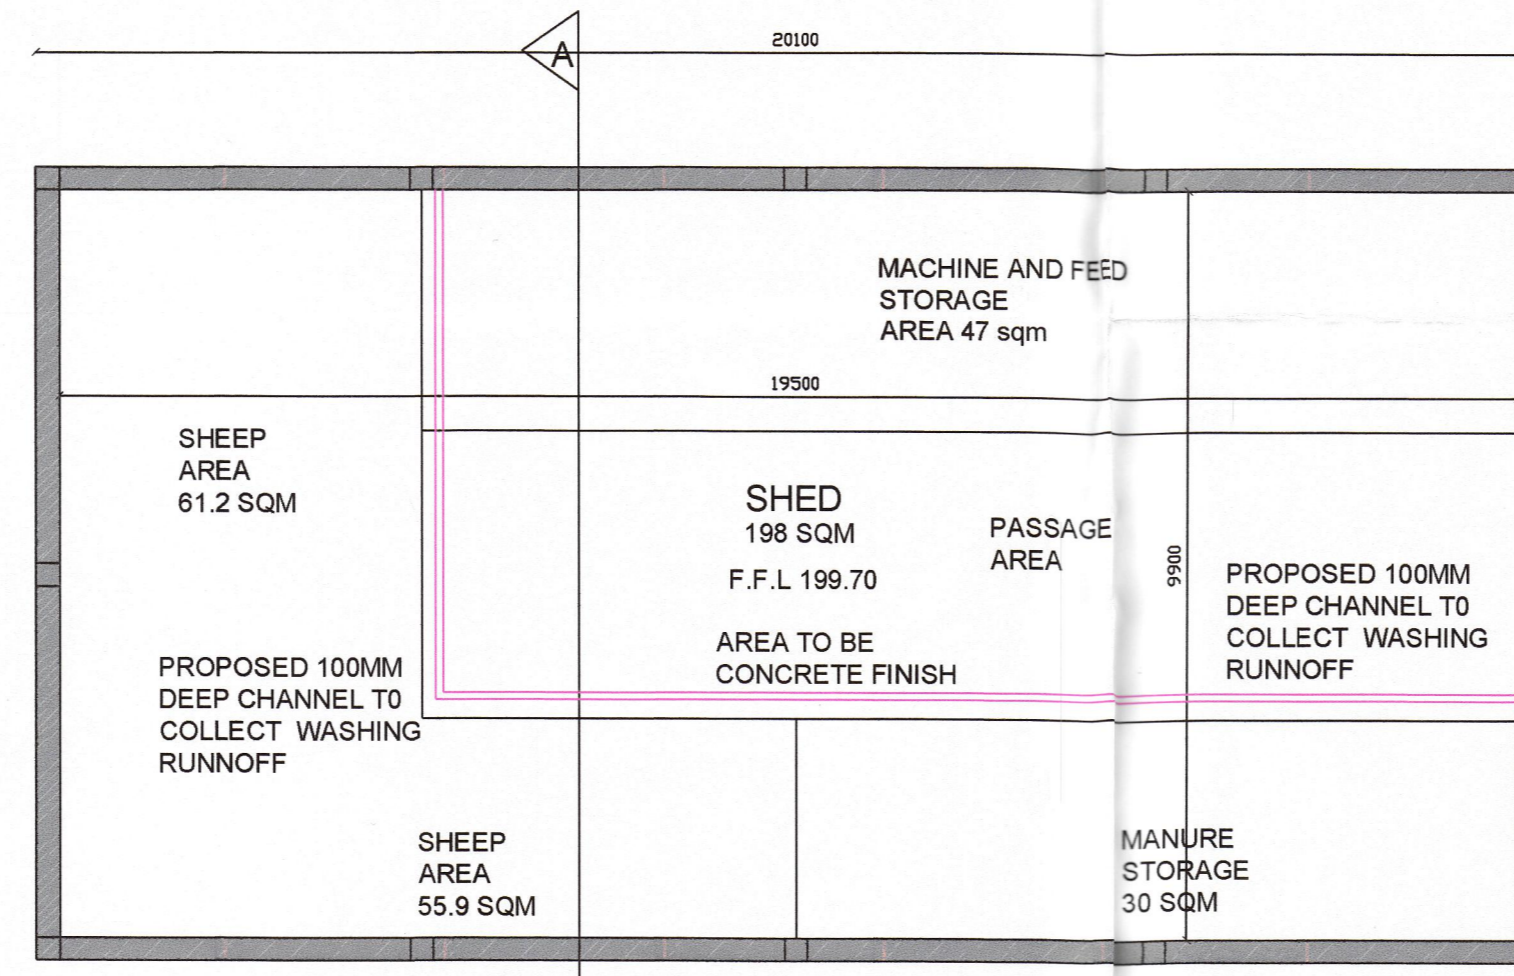 A
20100
MACHINE AND FEED
STORAGE
AREA 47 sqm
19500
SHEEP
AREA
61.2 SQM
SHED
198 SQM
F.F.L 199.70
AREA TO BE
CONCRETE FINISH
PASSAGE
AREA
9900
PROPOSED 100MM
DEEP CHANNEL T0
COLLECT WASHING
RUNNOFF
PROPOSED 100MM
DEEP CHANNEL T0
COLLECT WASHING
RUNNOFF
SHEEP
AREA
55.9 SQM
MANURE
STORAGE
30 SQM